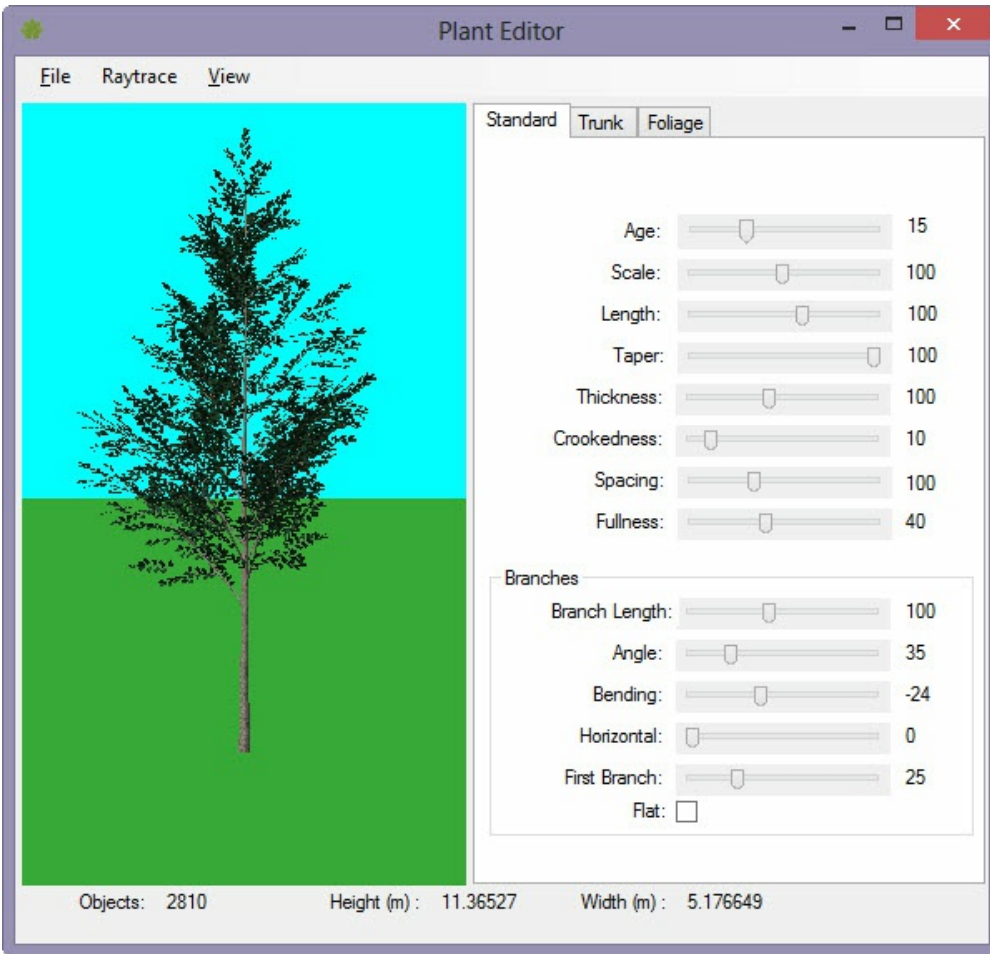 Plant Editor
File Raytrace View
Standard Trunk Foliage
Age: 15
Scale: 100
Length: 100
Taper: 100
Thickness: 100
Crookedness: 10
Spacing: 100
Fullness: 40
Branches
Branch Length: 100
Angle: 35
Bending: -24
Horizontal: 0
First Branch: 25
Flat:
Objects: 2810 Height (m) : 11.36527 Width (m) : 5.176649